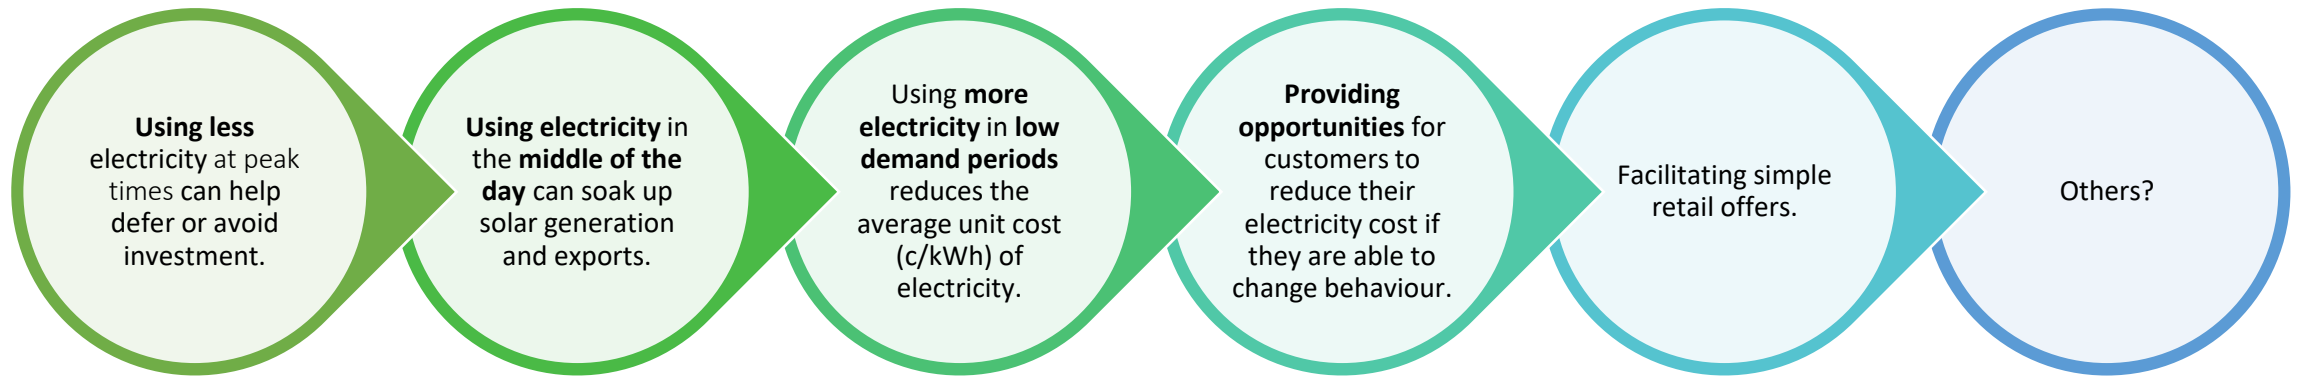 Using less
electricity at peak
times can help
defer or avoid
investment.
Using electricity in
the middle of the
day can soak up
solar generation
and exports.
Using more
electricity in low
demand periods
reduces the
average unit cost
(c/kWh) of
electricity.
Providing
opportunities for
customers to
reduce their
electricity cost if
they are able to
change behaviour.
Facilitating simple
retail offers.
Others?